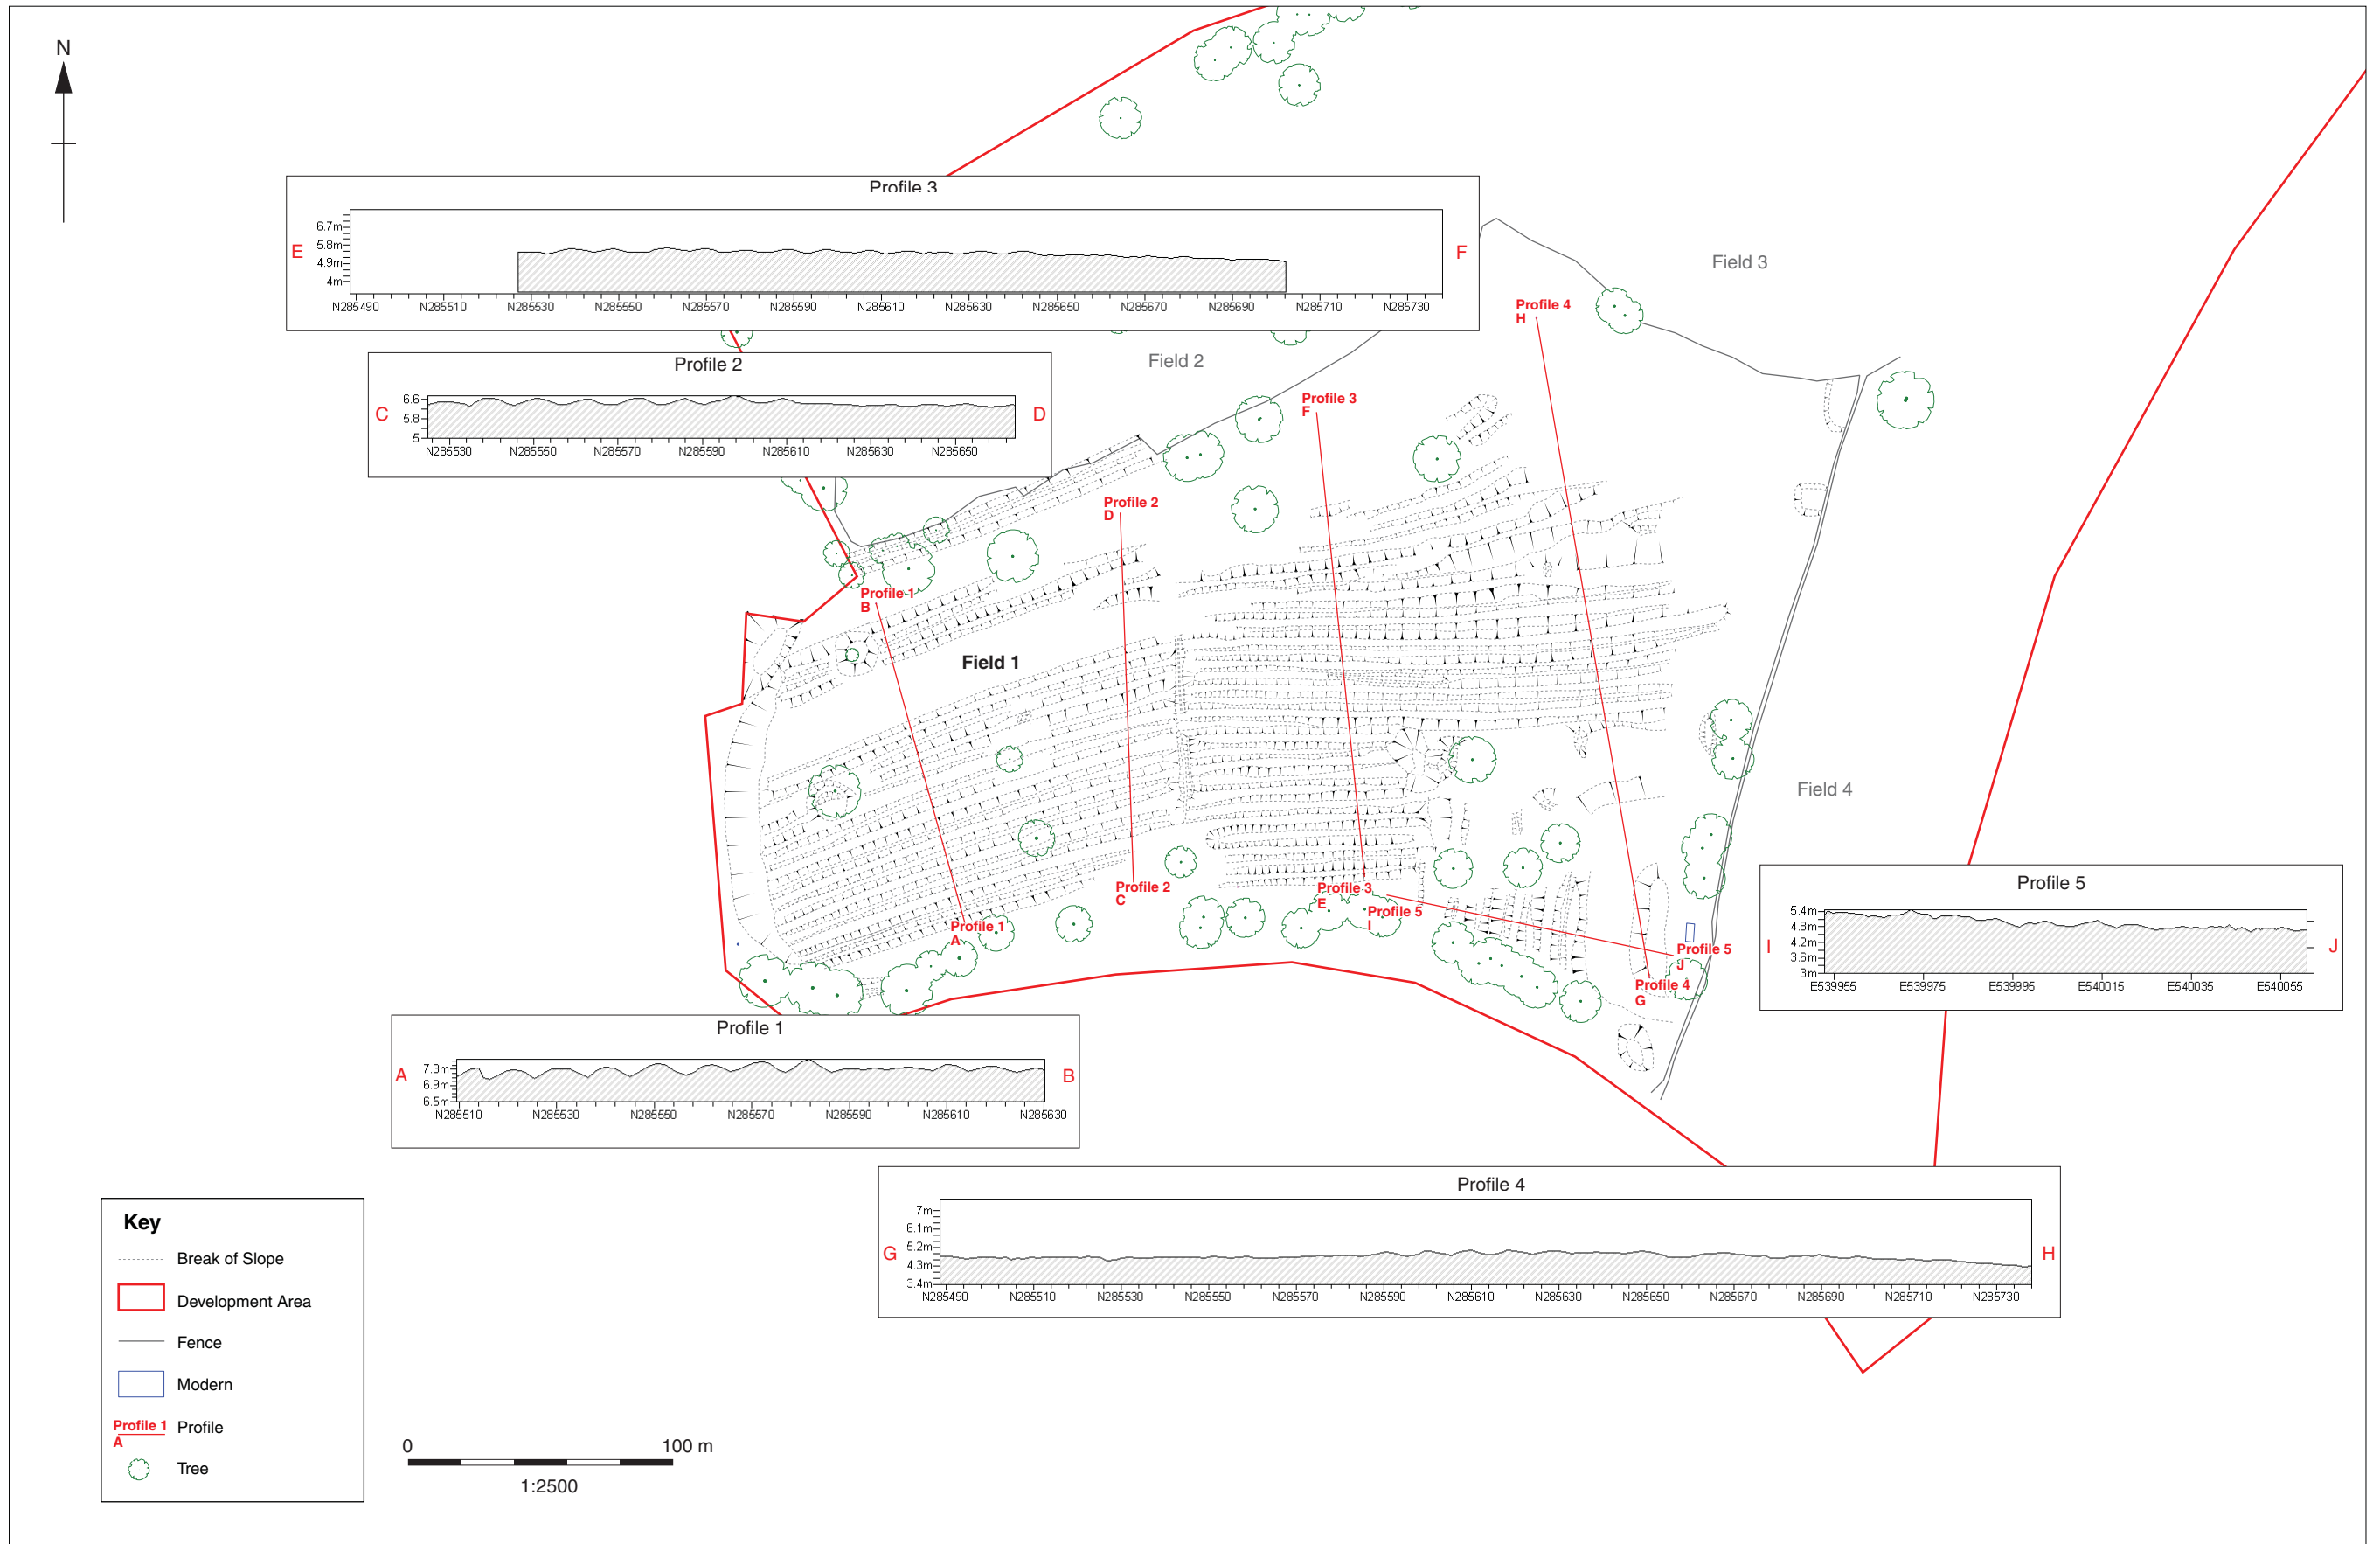 N
Profile 3
6.7m
5.8m
4.9m
4m
E
F
N285490 N285510 N285530 N285550 N285570 N285590 N285610 N285630 N285650 N285670 N285690 N285710 N285730
Field 3
Profile 4
H
Field 2
Profile 2
6.6
5.8
5
C
D
N285530 N285550 N285570 N285590 N285610 N285630 N285650
Profile 3
F
Profile 2
D
Profile 1
B
Field 1
Field 4
Profile 2
C
Profile 3
E
Profile 5
I
Profile 1
A
Profile 5
J
Profile 4
G
Profile 5
5.4m
4.8m
4.2m
3.6m
3m
I
J
E539955 E539975 E539995 E540015 E540035 E540055
Profile 1
7.3m
6.9m
6.5m
A
B
N285510 N285530 N285550 N285570 N285590 N285610 N285630
Profile 4
7m
6.1m
5.2m
4.3m
3.4m
G
H
N285490 N285510 N285530 N285550 N285570 N285590 N285610 N285630 N285650 N285670 N285690 N285710 N285730
Key
Break of Slope
Development Area
Fence
Modern
Profile 1
A
Profile
Tree
0 100 m
1:2500